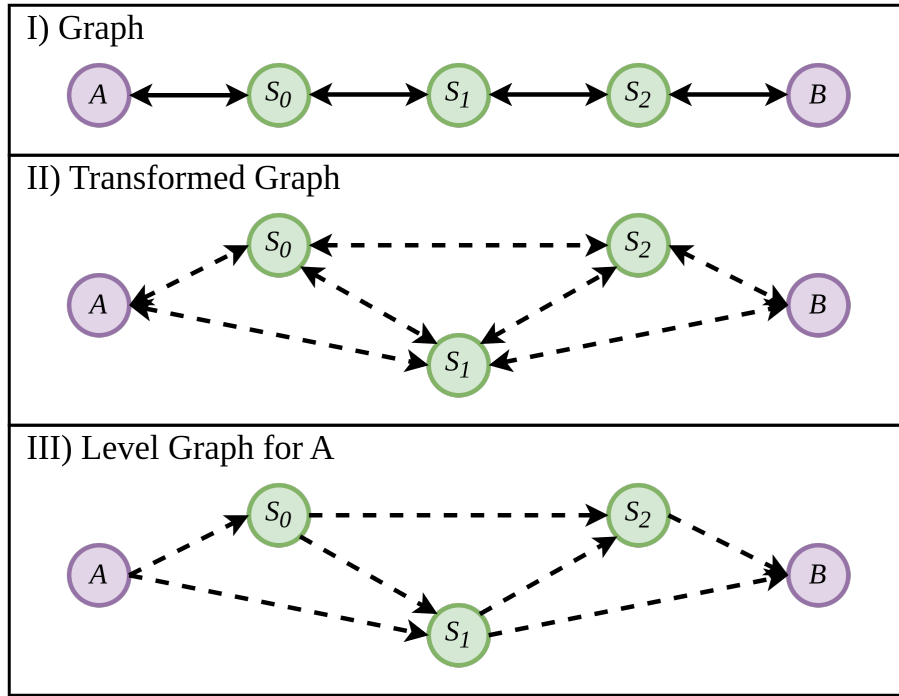 I) Graph
A S0 S1 S2 B
II) Transformed Graph
S0 S2
A B
S1
III) Level Graph for A
S0 S2
A B
S1